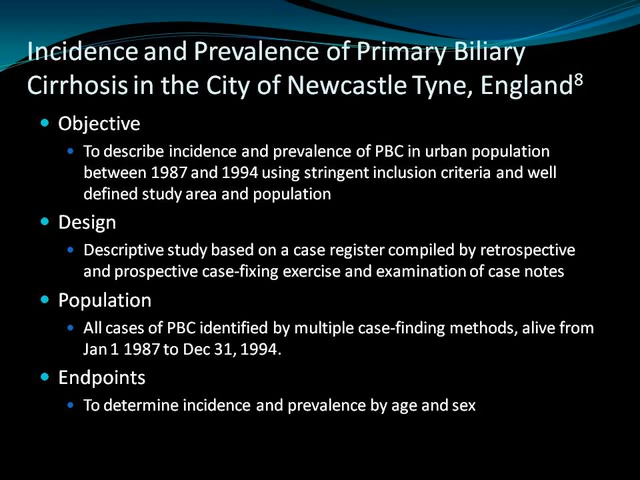 Incidence and Prevalence of Primary Biliary
Cirrhosis in the City of Newcastle Tyne, England⁸
• Objective
• To describe incidence and prevalence of PBC in urban population
between 1987 and 1994 using stringent inclusion criteria and well
defined study area and population
• Design
• Descriptive study based on a case register compiled by retrospective
and prospective case-fixing exercise and examination of case notes
• Population
• All cases of PBC identified by multiple case-finding methods, alive from
Jan 1 1987 to Dec 31, 1994.
• Endpoints
• To determine incidence and prevalence by age and sex